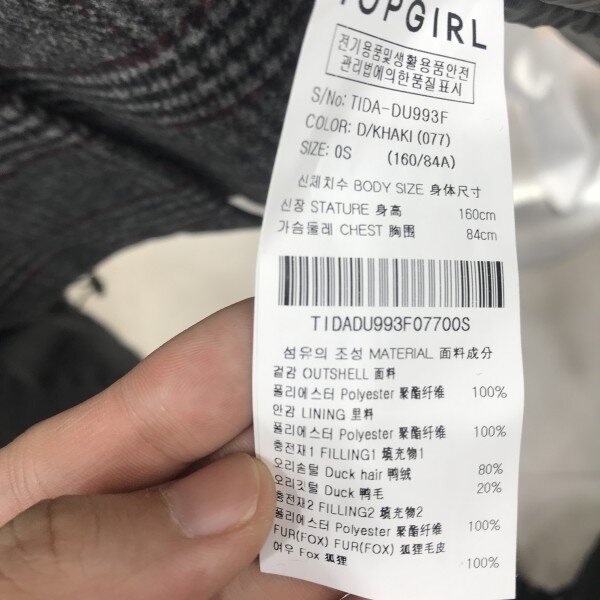 TOPGIRL
전기용품및생활용품안전
관리법에의한품질표시
S/No: TIDA-DU993F
COLOR: D/KHAKI (077)
SIZE: 0S (160/84A)
신체치수 BODY SIZE 身体尺寸
신장 STATURE 身高 160cm
가슴둘레 CHEST 胸围 84cm
TIDADU993F07700S
섬유의 조성 MATERIAL 面料成分
겉감 OUTSHELL 面料
폴리에스터 Polyester 聚酯纤维 100%
안감 LINING 里料
폴리에스터 Polyester 聚酯纤维 100%
충전재1 FILLING1 填充物1
오리솜털 Duck hair 鸭绒 80%
오리깃털 Duck 鸭毛 20%
충전재2 FILLING2 填充物2
폴리에스터 Polyester 聚酯纤维 100%
FUR(FOX) FUR(FOX) 狐狸毛皮
여우 Fox 狐狸 100%